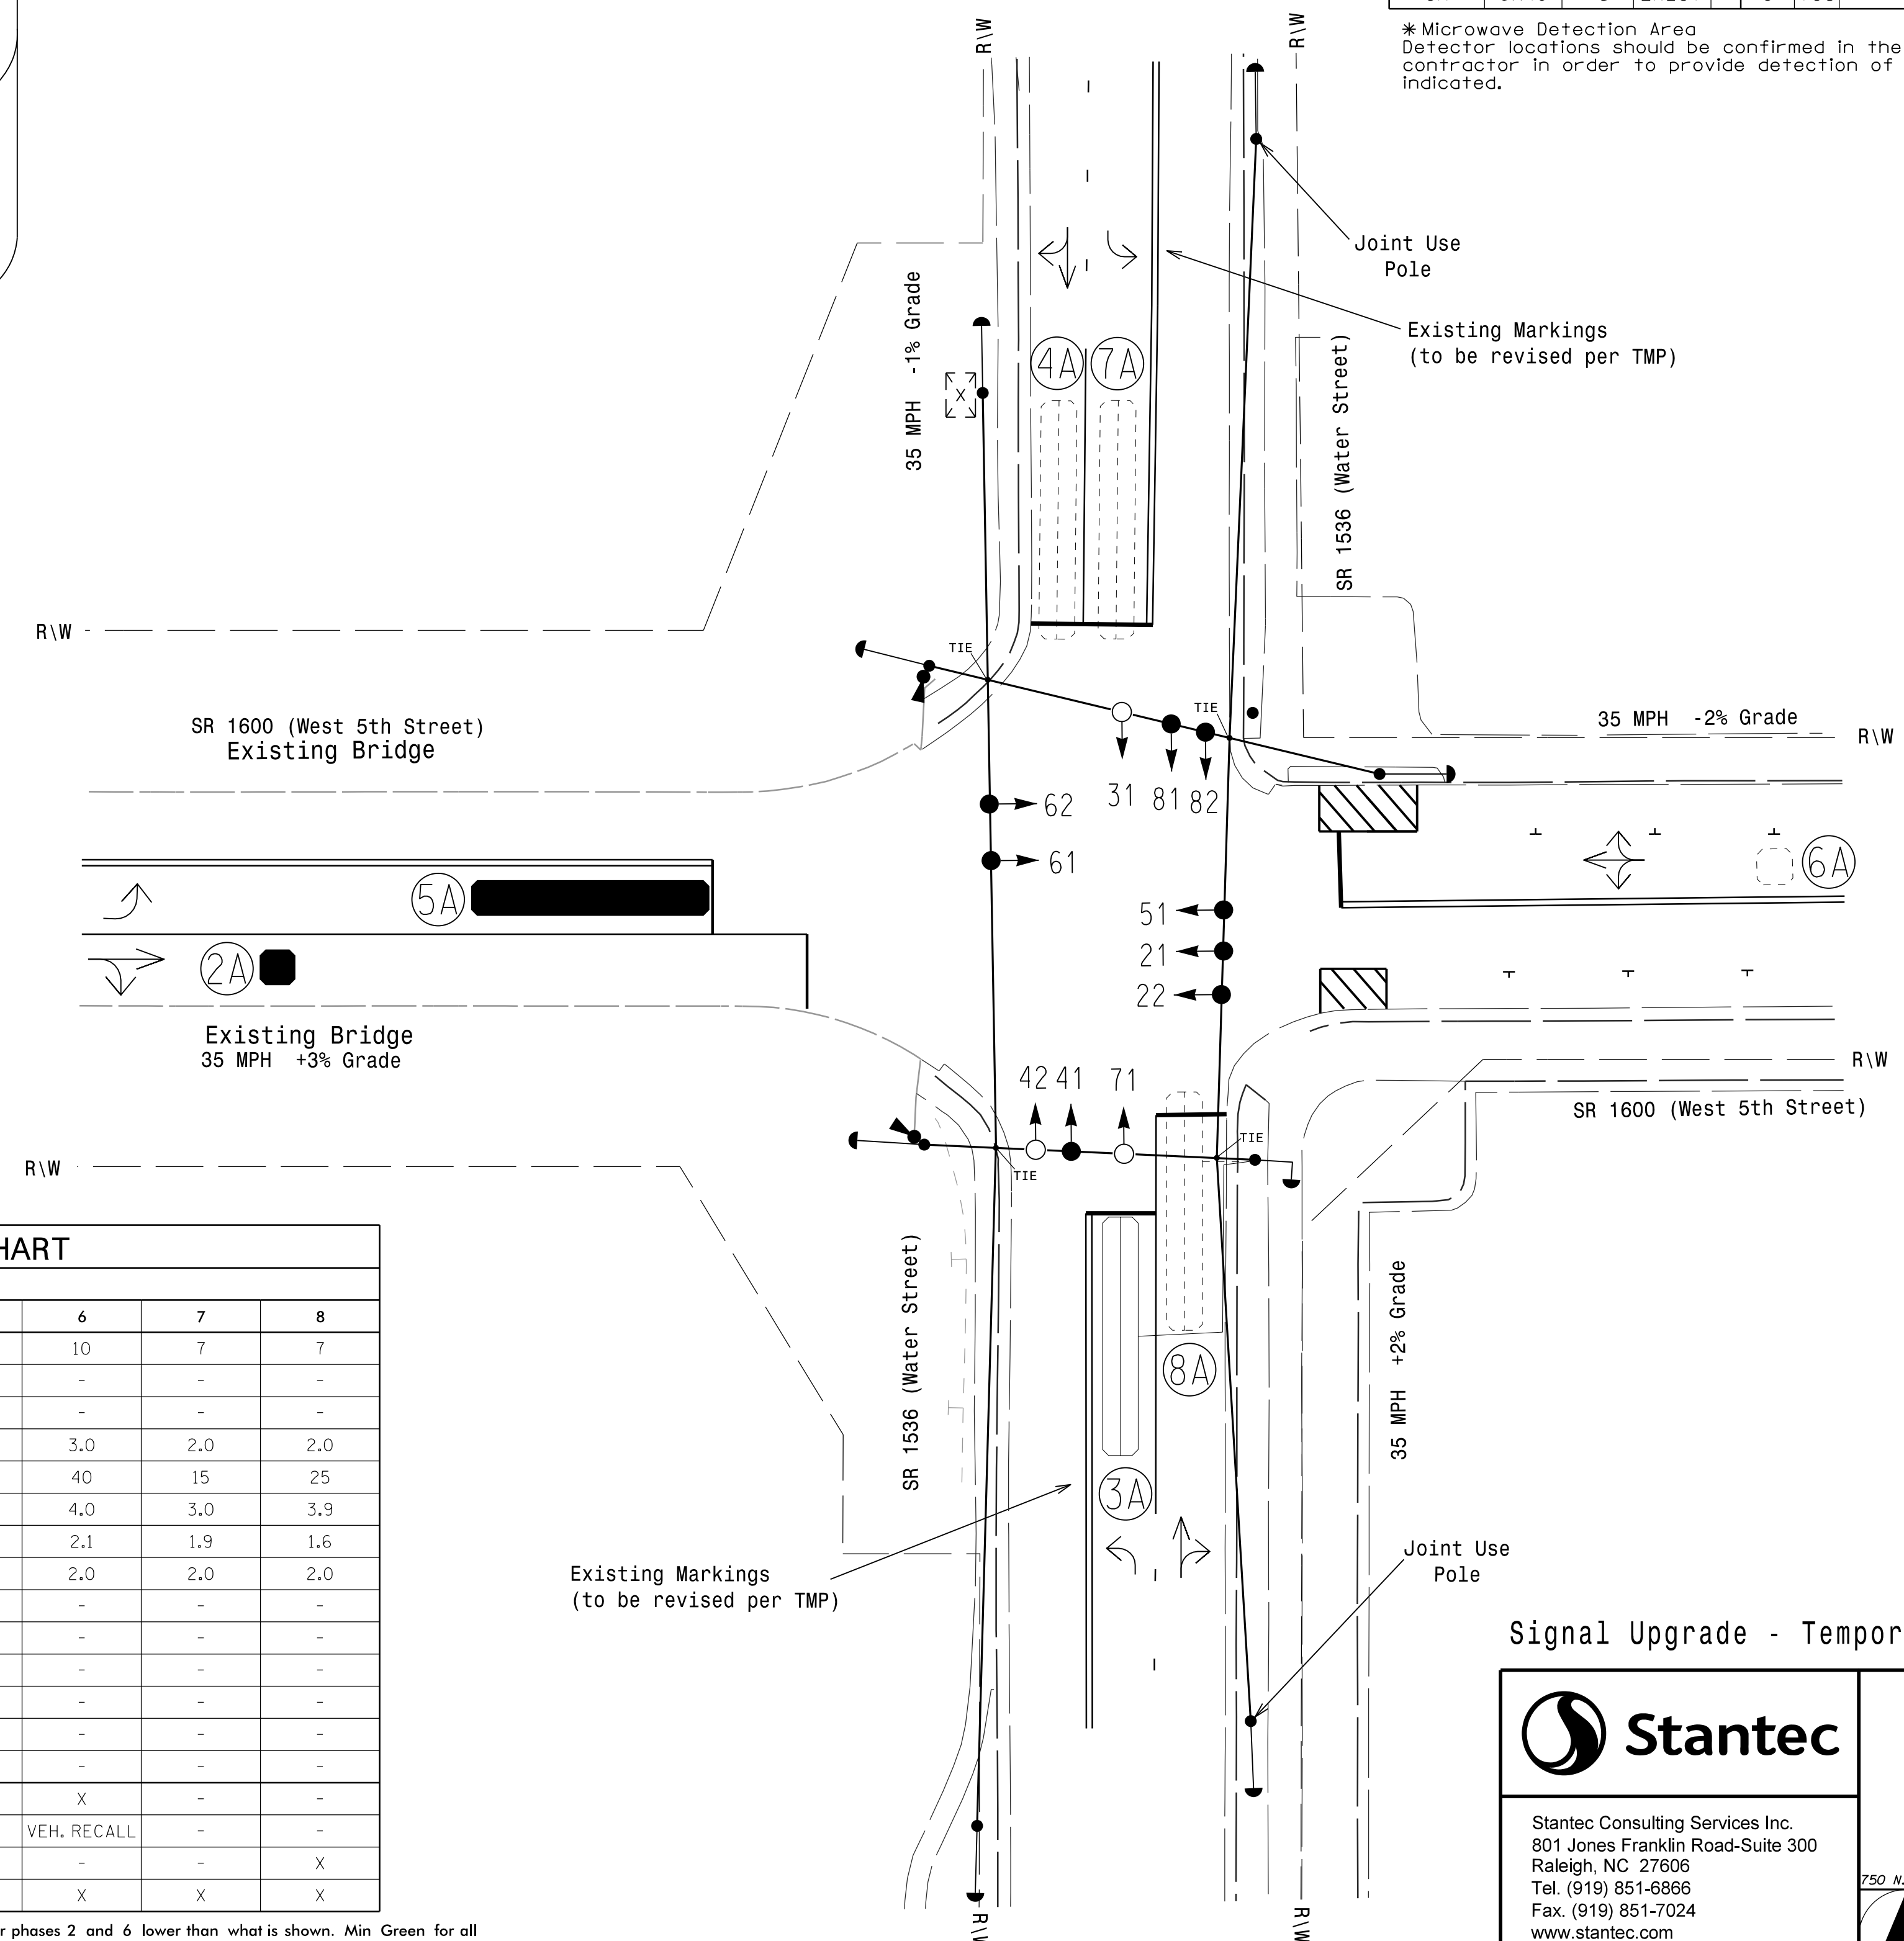 * Microwave Detection Area
Detector locations should be confirmed in the
contractor in order to provide detection of
indicated.
R\W
R\W
Joint Use
Pole
35 MPH -1% Grade
Existing Markings
(to be revised per TMP)
4A
7A
X
SR 1536 (Water Street)
R\W
TIE
SR 1600 (West 5th Street)
Existing Bridge
TIE
35 MPH -2% Grade
R\W
62
31
81
82
61
6A
5A
51
21
2A
22
Existing Bridge
35 MPH +3% Grade
R\W
42
41
71
SR 1600 (West 5th Street)
TIE
R\W
TIE
HART
6 7 8
10 7 7
- - -
- - -
3.0 2.0 2.0
40 15 25
4.0 3.0 3.9
2.1 1.9 1.6
2.0 2.0 2.0
- - -
- - -
- - -
- - -
- - -
- - -
X - -
VEH. RECALL - -
- - X
X X X
r phases 2 and 6 lower than what is shown. Min Green for all
SR 1536 (Water Street)
35 MPH +2% Grade
8A
3A
Existing Markings
(to be revised per TMP)
Joint Use
Pole
R\W
R\W
Signal Upgrade - Tempor
Stantec
Stantec Consulting Services Inc.
801 Jones Franklin Road-Suite 300
Raleigh, NC 27606
Tel. (919) 851-6866
Fax. (919) 851-7024
www.stantec.com
750 N.